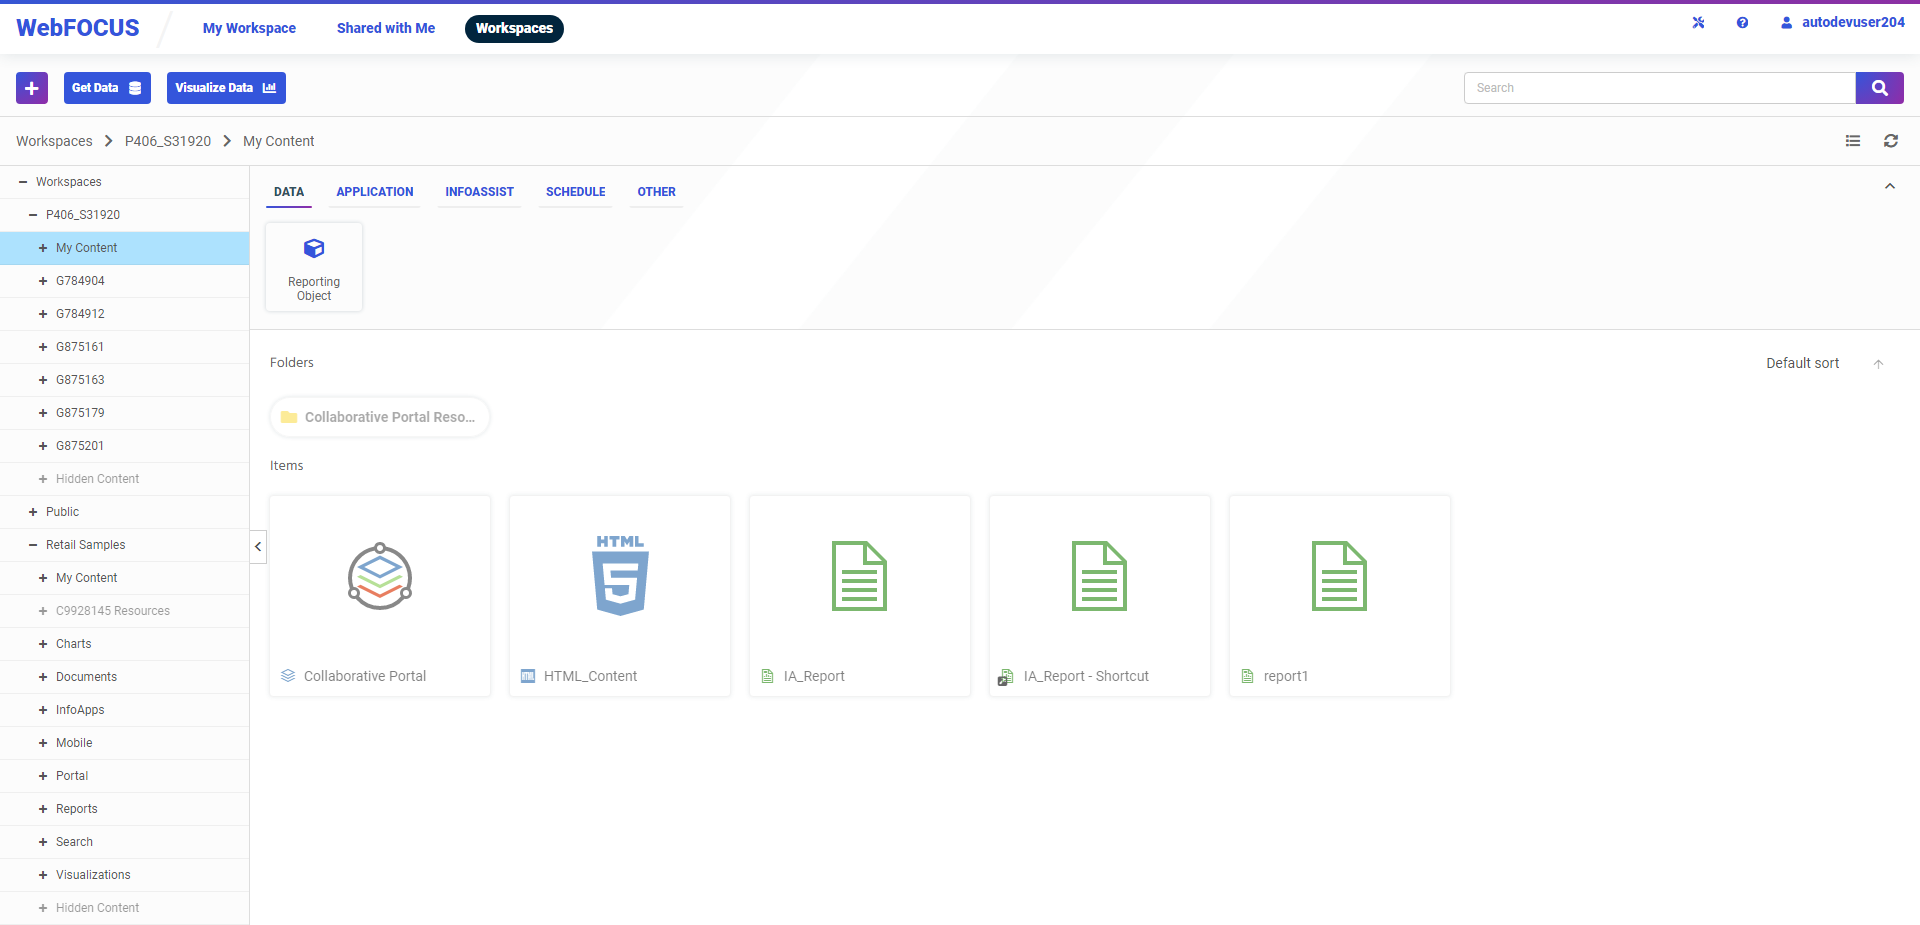 WebFOCUS
My Workspace
Shared with Me
Workspaces
autodevuser204
Get Data
Visualize Data
Search
Workspaces
P406_S31920
My Content
Workspaces
P406_S31920
My Content
G784904
G784912
G875161
G875163
G875179
G875201
Hidden Content
Public
Retail Samples
My Content
C9928145 Resources
Charts
Documents
InfoApps
Mobile
Portal
Reports
Search
Visualizations
Hidden Content
DATA
APPLICATION
INFOASSIST
SCHEDULE
OTHER
Reporting
Object
Folders
Default sort
Collaborative Portal Reso...
Items
HTML
Collaborative Portal
HTML
HTML_Content
IA_Report
IA_Report - Shortcut
report1